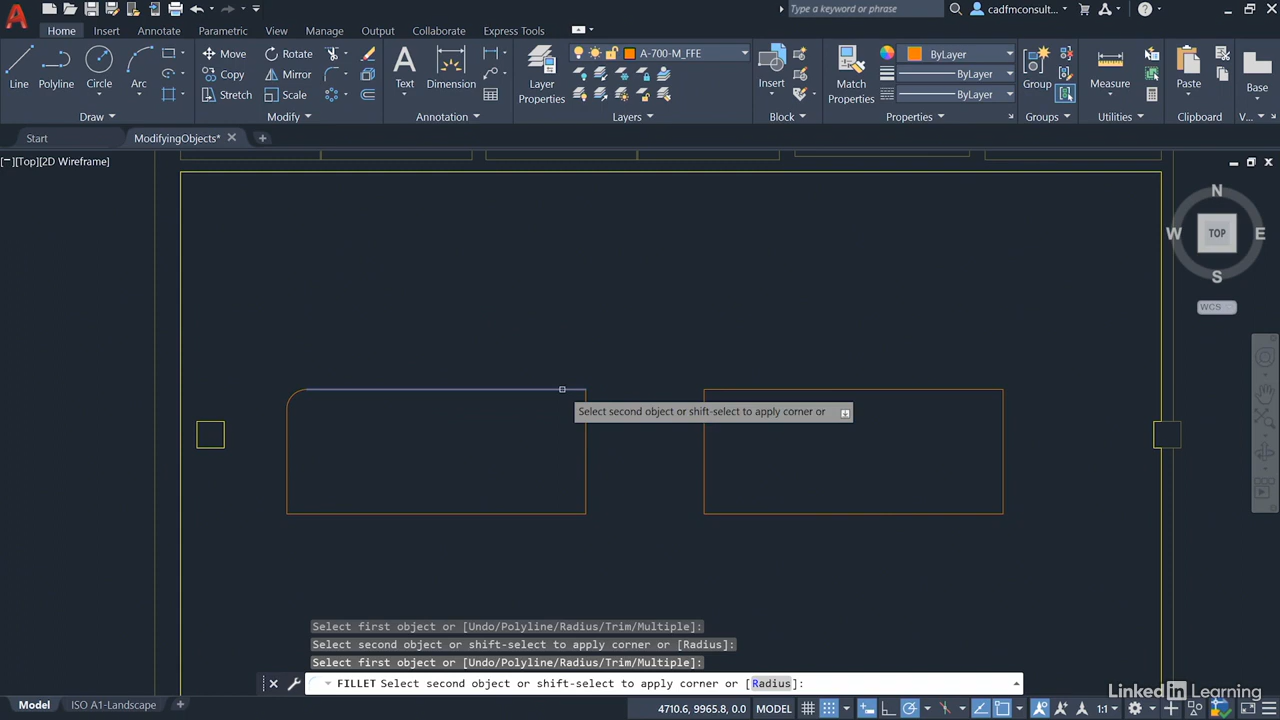 Type a keyword or phrase
cadfmconsult...
Home Insert Annotate Parametric View Manage Output Collaborate Express Tools
Line Polyline Circle Arc
Move Rotate
Copy Mirror
Stretch Scale
Text Dimension
Layer Properties
A-700-M_FFE
Insert
Match Properties
ByLayer
ByLayer
ByLayer
Group
Measure
Paste
Base
Draw Modify Annotation Layers Block Properties Groups Utilities Clipboard V...
Start ModifyingObjects*
[−][Top][2D Wireframe]
N
W TOP E
S
WCS
Select second object or shift-select to apply corner or
Select first object or [Undo/Polyline/Radius/Trim/Multiple]:
Select second object or shift-select to apply corner or [Radius]:
Select first object or [Undo/Polyline/Radius/Trim/Multiple]:
FILLET Select second object or shift-select to apply corner or [Radius]:
LinkedIn Learning
Model ISO A1-Landscape
4710.6, 9965.8, 0.0 MODEL 1:1